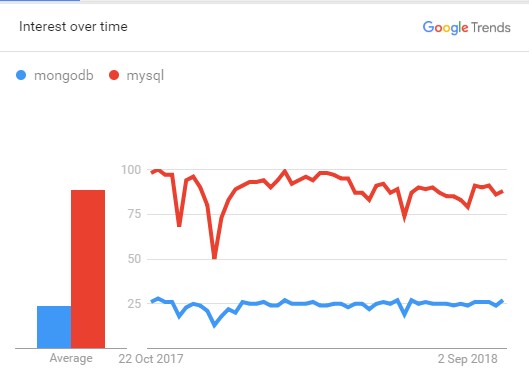 Interest over time
Google Trends
mongodb mysql
100
75
50
25
Average 22 Oct 2017 2 Sep 2018